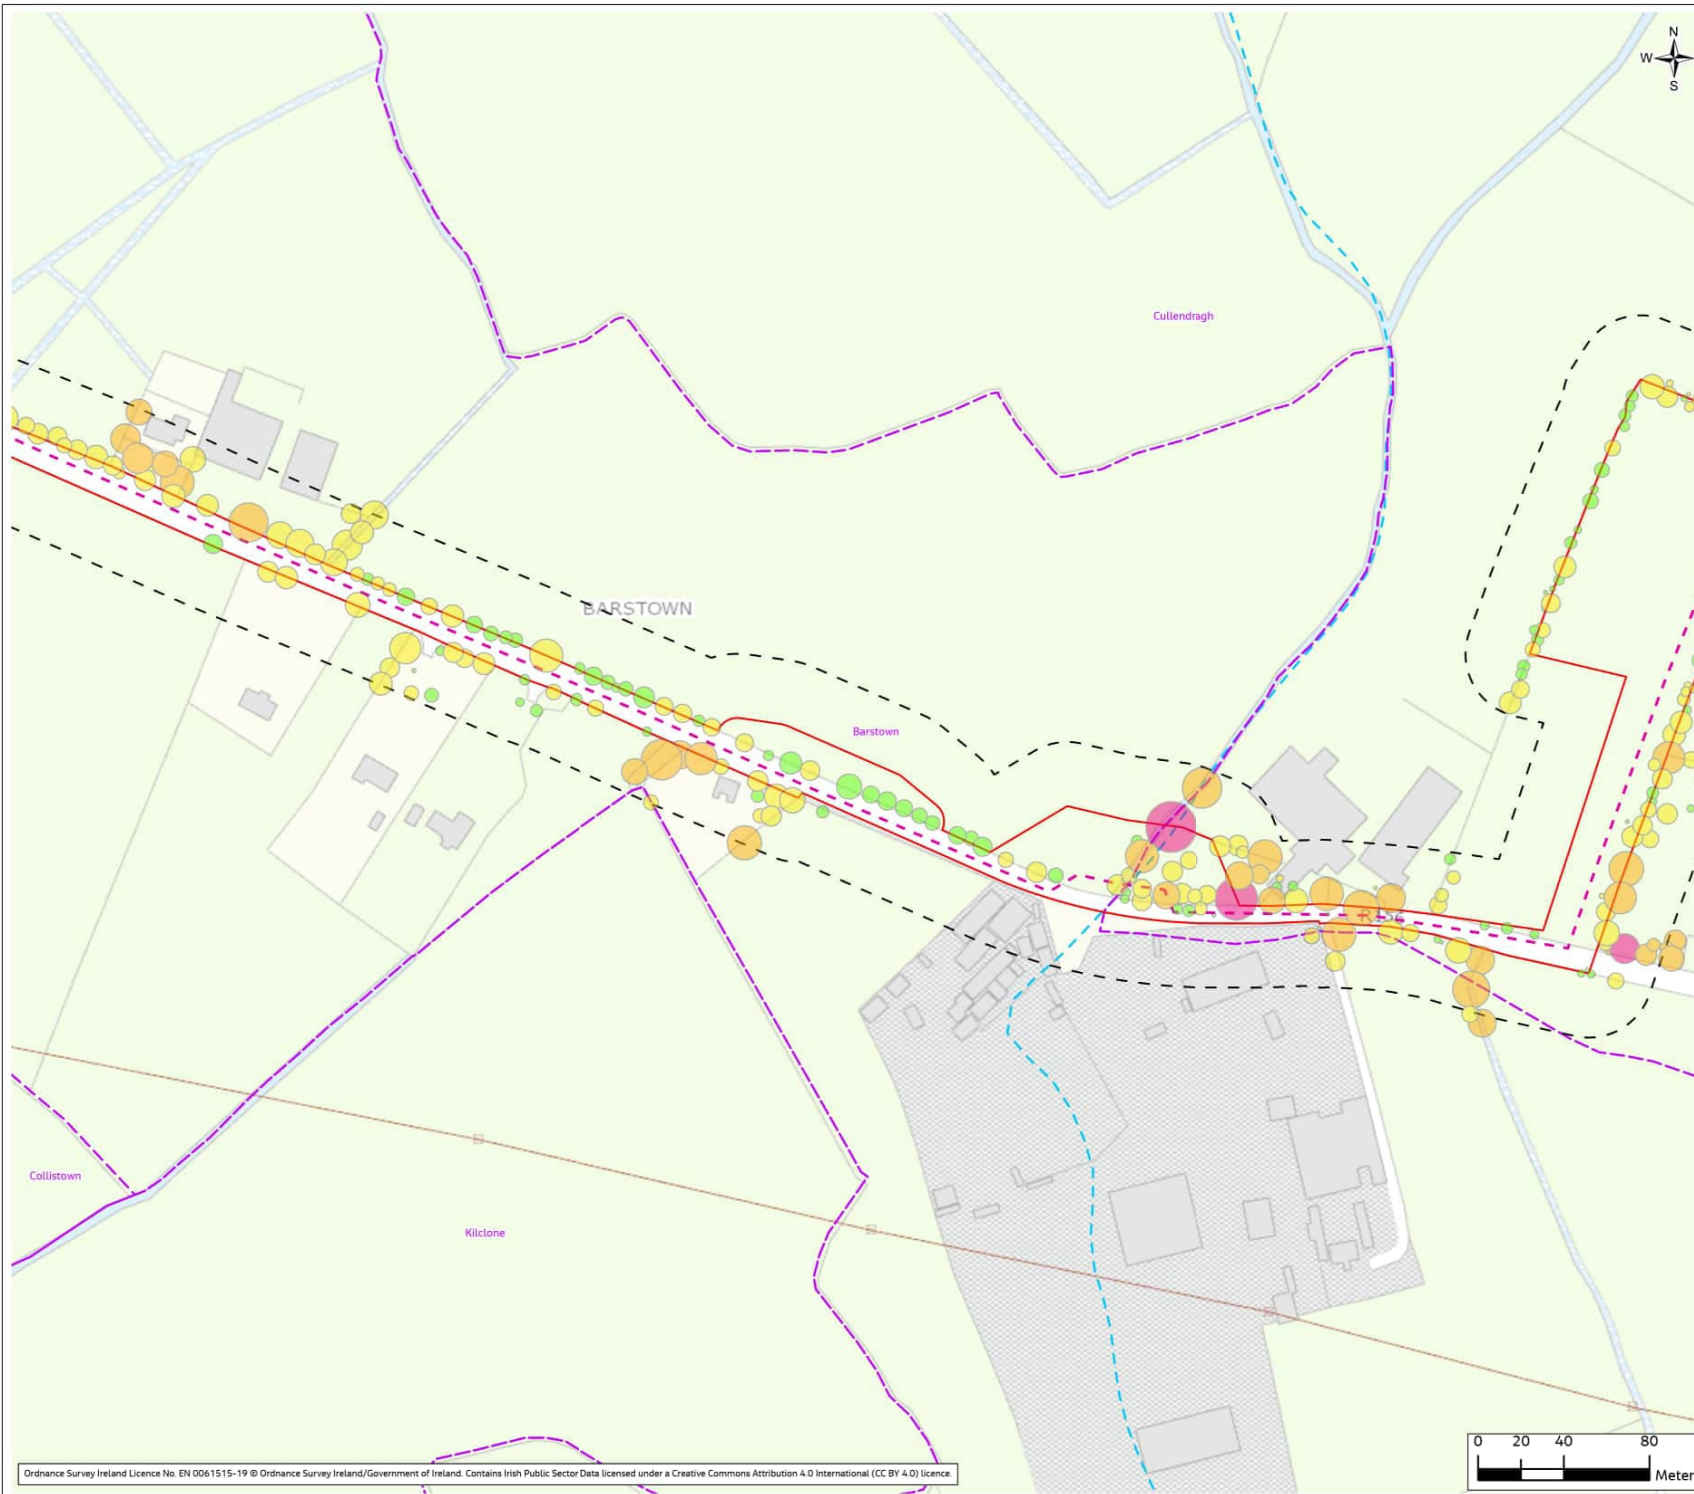 N
W
S
Cullendragh
BARSTOWN
Barstown
Collistown
Kilclone
0 20 40 80
Meter
Ordnance Survey Ireland Licence No. EN 0061515-19 © Ordnance Survey Ireland/Government of Ireland. Contains Irish Public Sector Data licensed under a Creative Commons Attribution 4.0 International (CC BY 4.0) licence.